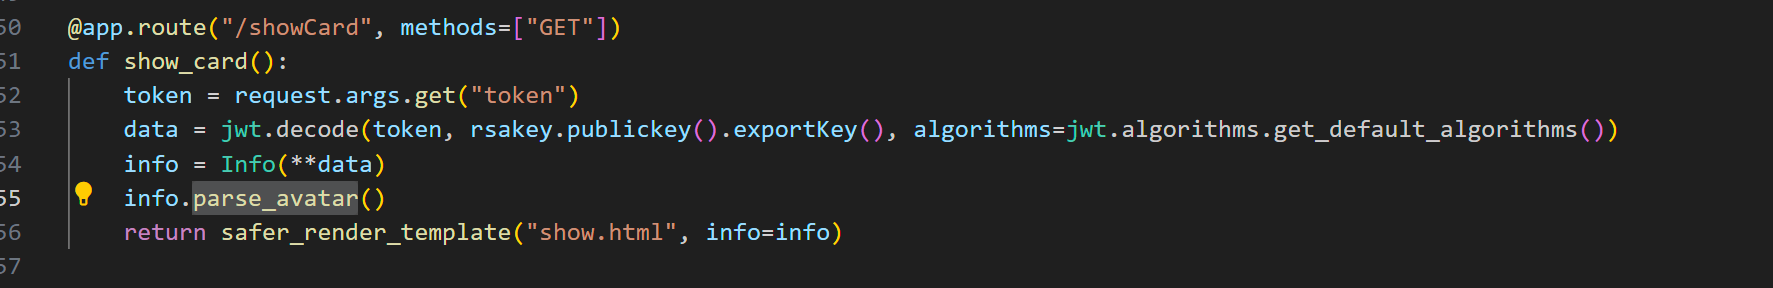 50 @app.route("/showCard", methods=["GET"])
51 def show_card():
52     token = request.args.get("token")
53     data = jwt.decode(token, rsakey.publickey().exportKey(), algorithms=jwt.algorithms.get_default_algorithms())
54     info = Info(**data)
55     info.parse_avatar()
56     return safer_render_template("show.html", info=info)
57